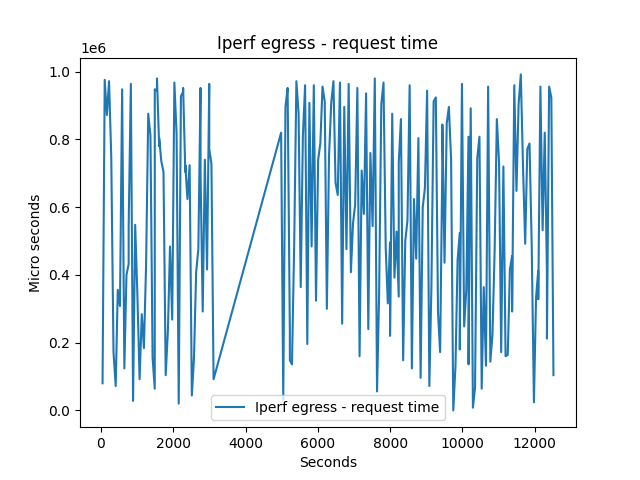 Iperf egress - request time
1e6
1.0
0.8
0.6
0.4
0.2
0.0
Micro seconds
Iperf egress - request time
0 2000 4000 6000 8000 10000 12000
Seconds